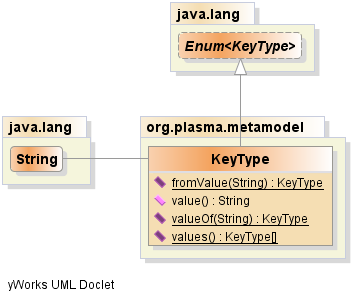 java.lang
Enum<KeyType>
java.lang
String
org.plasma.metamodel
KeyType
fromValue(String) : KeyType
value() : String
valueOf(String) : KeyType
values() : KeyType[]
yWorks UML Doclet